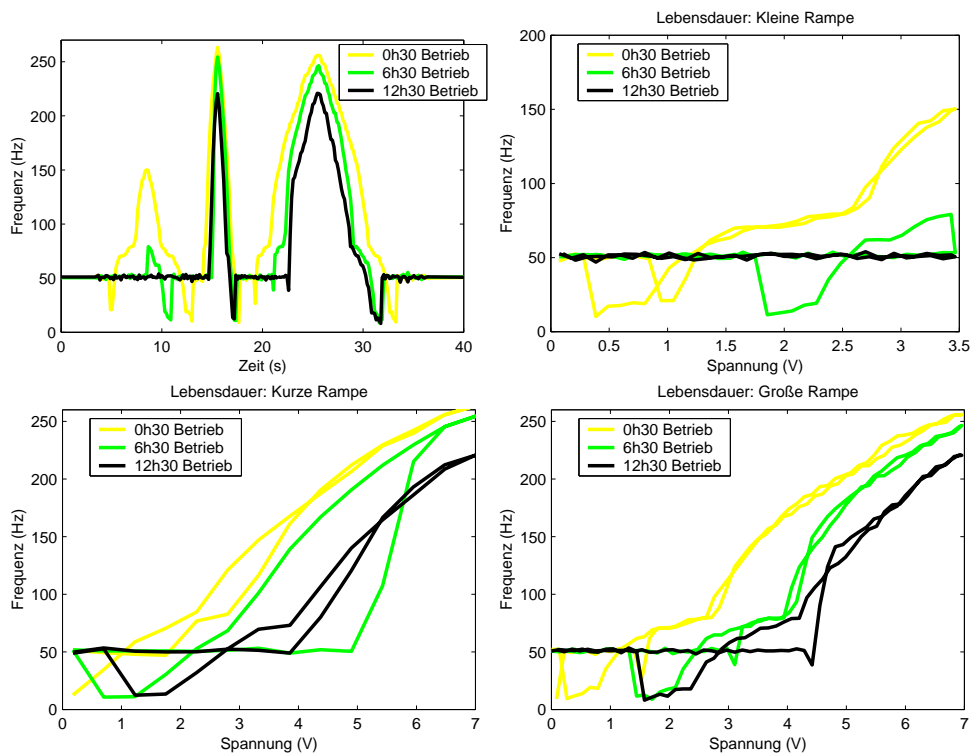 250
200
150
100
50
0
0
10
20
30
40
Frequenz (Hz)
Zeit (s)
0h30 Betrieb
6h30 Betrieb
12h30 Betrieb
Lebensdauer: Kleine Rampe
200
150
100
50
0
0
0.5
1
1.5
2
2.5
3
3.5
Frequenz (Hz)
Spannung (V)
0h30 Betrieb
6h30 Betrieb
12h30 Betrieb
Lebensdauer: Kurze Rampe
250
200
150
100
50
0
0
1
2
3
4
5
6
7
Frequenz (Hz)
Spannung (V)
0h30 Betrieb
6h30 Betrieb
12h30 Betrieb
Lebensdauer: Große Rampe
250
200
150
100
50
0
0
1
2
3
4
5
6
7
Frequenz (Hz)
Spannung (V)
0h30 Betrieb
6h30 Betrieb
12h30 Betrieb